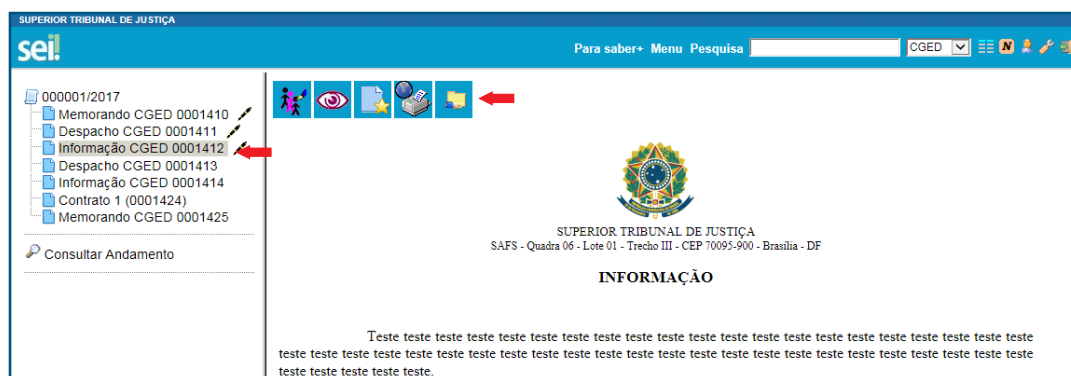 SUPERIOR TRIBUNAL DE JUSTIÇA
sei!
Para saber+ Menu Pesquisa CGED N
000001/2017
Memorando CGED 0001410
Despacho CGED 0001411
Informação CGED 0001412
Despacho CGED 0001413
Informação CGED 0001414
Contrato 1 (0001424)
Memorando CGED 0001425
Consultar Andamento
SUPERIOR TRIBUNAL DE JUSTIÇA
SAFS - Quadra 06 - Lote 01 - Trecho III - CEP 70095-900 - Brasília - DF
INFORMAÇÃO
Teste teste teste teste teste teste teste teste teste teste teste teste teste teste teste teste teste teste teste teste teste
teste teste teste teste teste teste teste teste teste teste teste teste teste teste teste teste teste teste teste teste teste teste teste teste
teste teste teste teste teste.